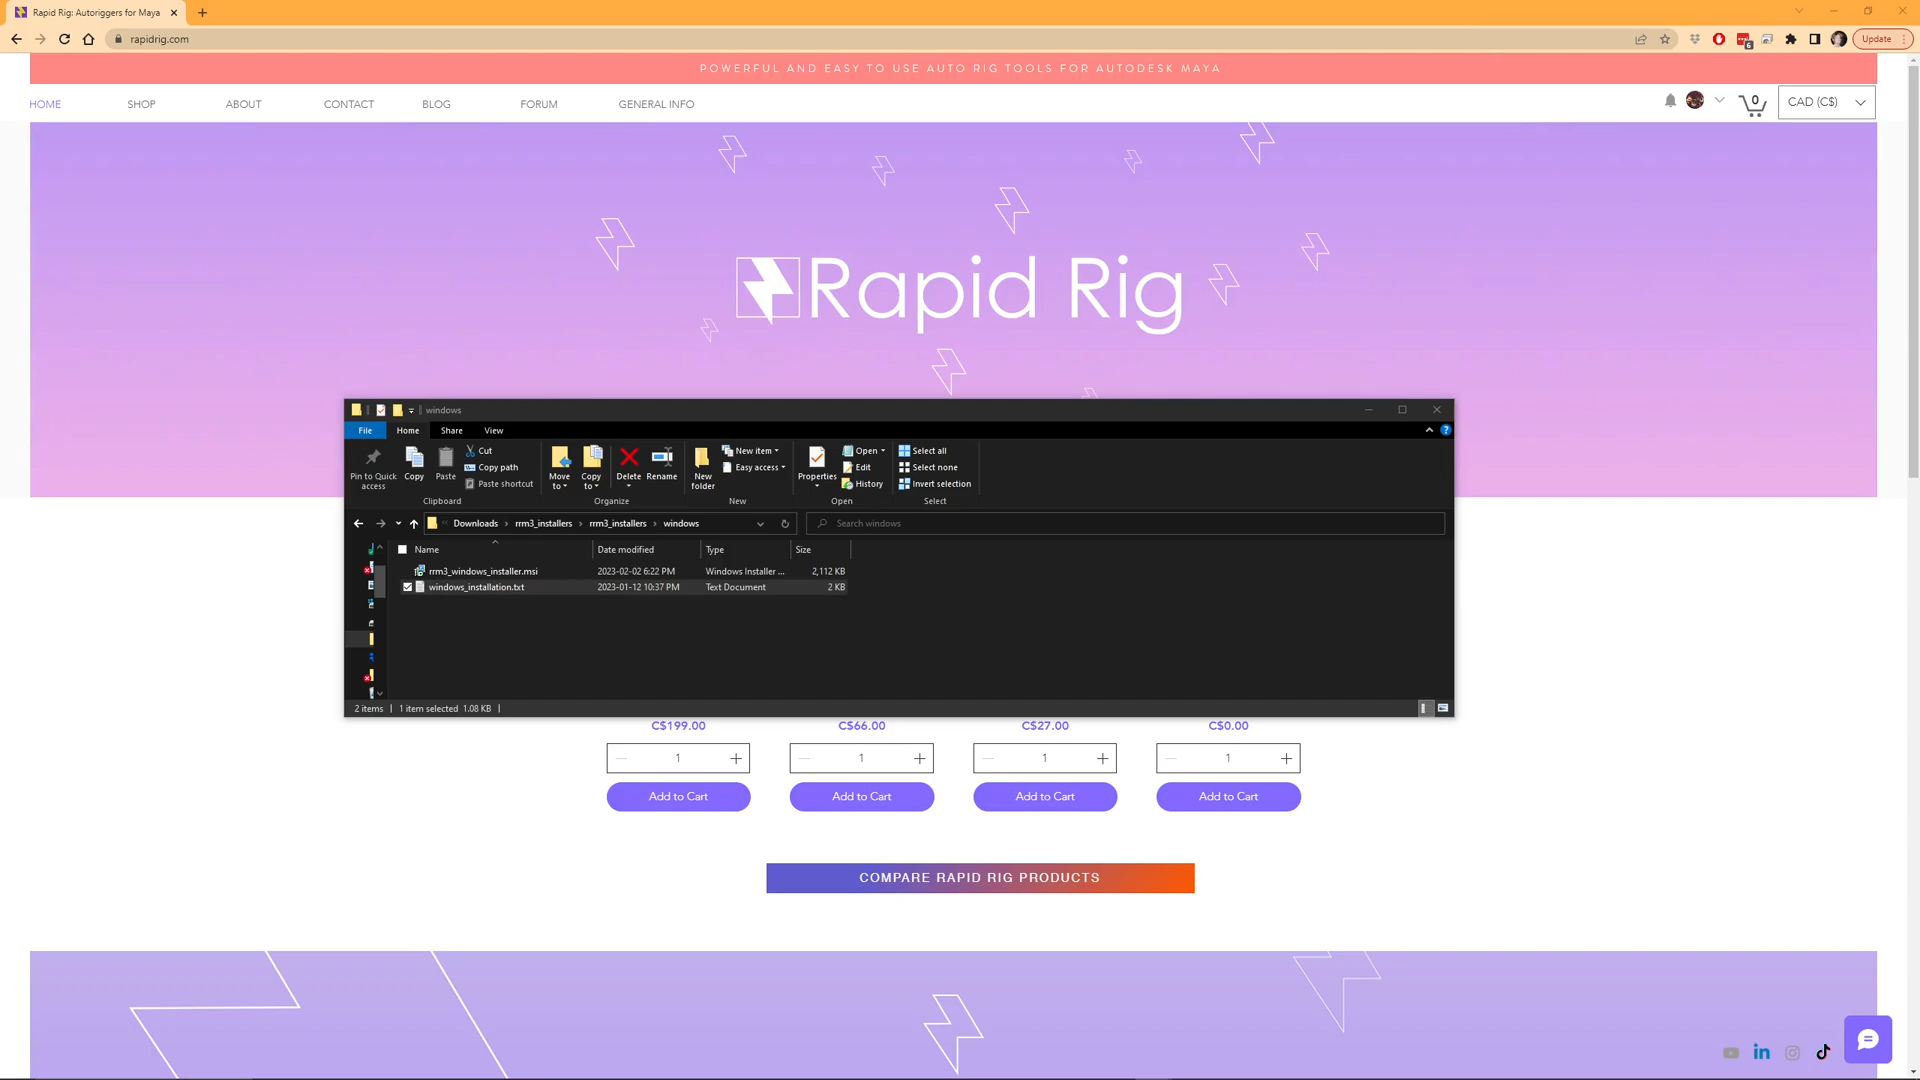 Rapid Rig: Autoriggers for Maya
rapidrig.com
6
Update
POWERFUL AND EASY TO USE AUTO RIG TOOLS FOR AUTODESK MAYA
HOME SHOP ABOUT CONTACT BLOG FORUM GENERAL INFO
0
CAD (C$)
Rapid Rig
windows
File Home Share View
Pin to Quick access
Copy
Paste
Cut
Copy path
Paste shortcut
Move to
Copy to
Delete
Rename
New folder
New item
Easy access
Properties
Open
Edit
History
Select all
Select none
Invert selection
Clipboard Organize New Open Select
Downloads rrm3_installers rrm3_installers windows
Search windows
Name Date modified Type Size
rrm3_windows_installer.msi 2023-02-02 6:22 PM Windows Installer ... 2,112 KB
windows_installation.txt 2023-01-12 10:37 PM Text Document 2 KB
2 items 1 item selected 1.08 KB
C$199.00 C$66.00 C$27.00 C$0.00
1 1 1 1
Add to Cart Add to Cart Add to Cart Add to Cart
COMPARE RAPID RIG PRODUCTS